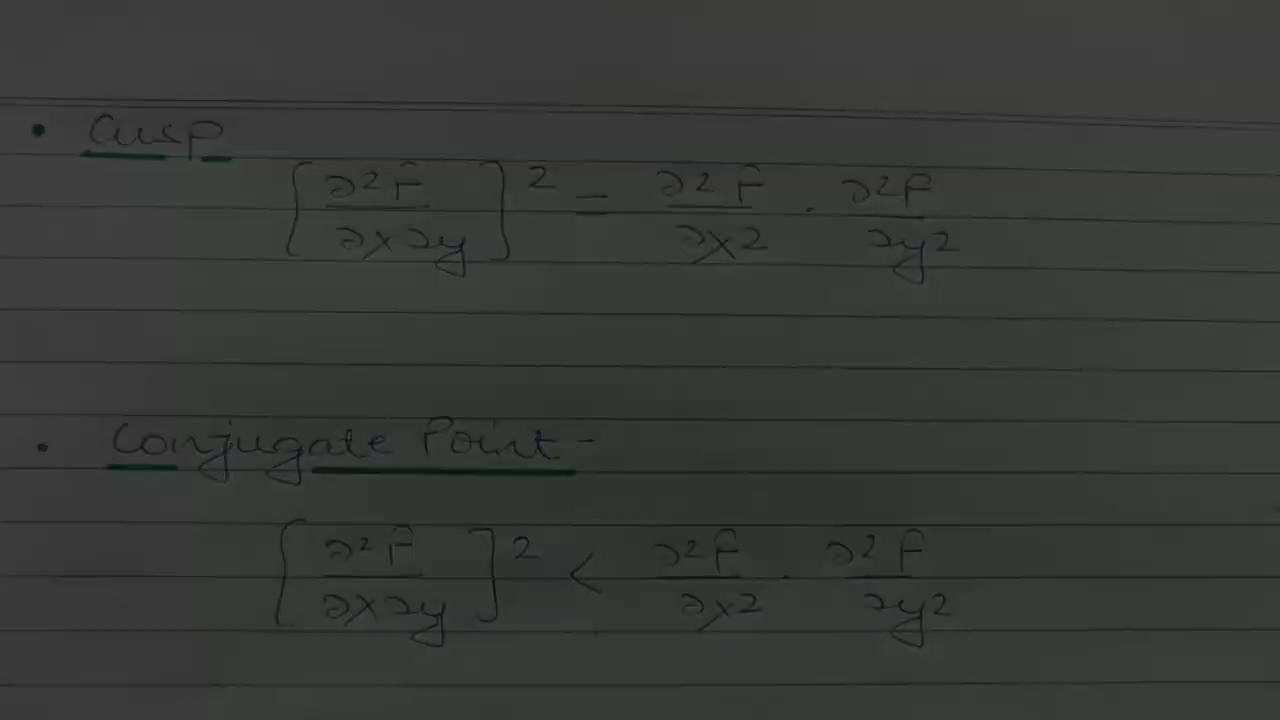 • Cusp
[∂²F/∂x∂y]² = ∂²F/∂x² · ∂²F/∂y²
• Conjugate Point -
[∂²F/∂x∂y]² < ∂²F/∂x² · ∂²F/∂y²